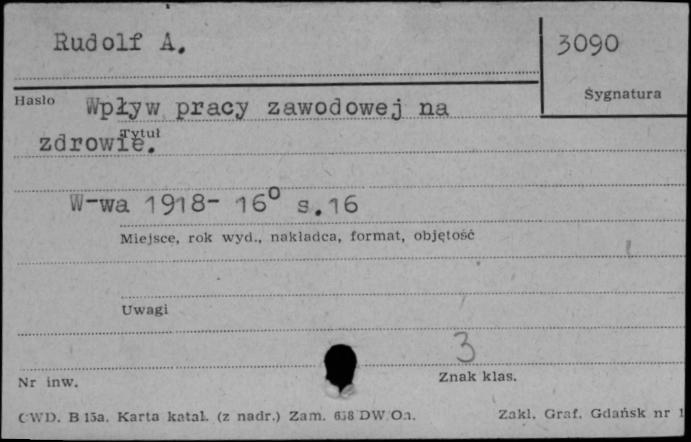 Rudolf A.
3090
Sygnatura
Hasło
Wpływ pracy zawodowej na
Tytuł
zdrowie.
W-wa 1918- 16° s.16
Miejsce, rok wyd., nakładca, format, objętość
Uwagi
3
Nr inw.
Znak klas.
CWD. B 15a. Karta katal. (z nadr.) Zam. DW
Zakl. Graf. Gdańsk nr 1